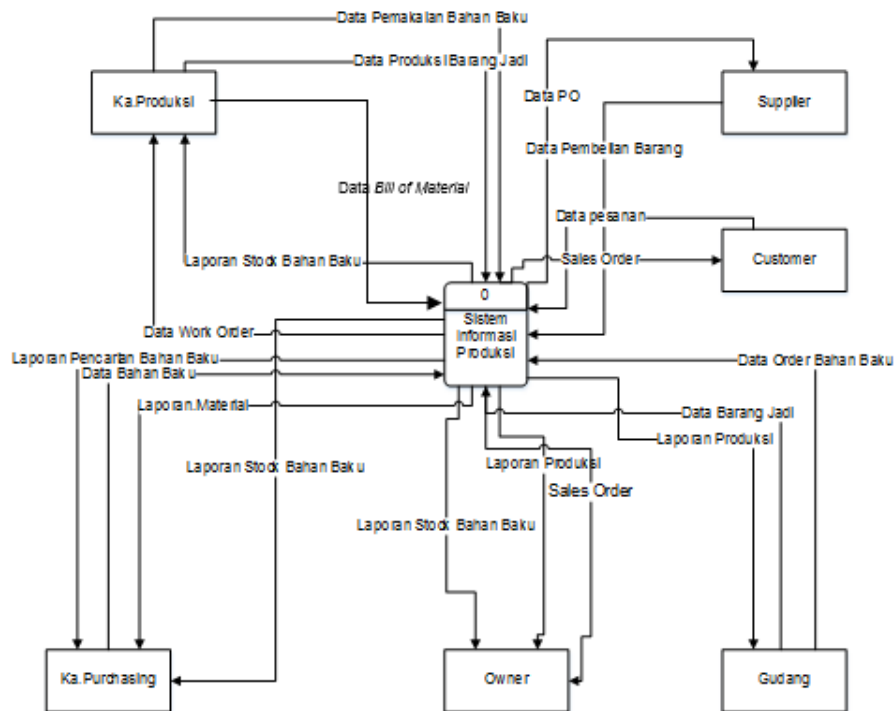 Data Pemakaian Bahan Baku
Data Produksi Barang Jadi
Ka.Produksi
Supplier
Data PO
Data Pembelian Barang
Data Bill of Material
Data pesanan
Laporan Stock Bahan Baku
Sales Order
Customer
0
Sistem
Informasi
Produksi
Data Work Order
Laporan Pencarian Bahan Baku
Data Bahan Baku
Data Order Bahan Baku
Laporan Material
Data Barang Jadi
Laporan Produksi
Laporan Stock Bahan Baku
Laporan Produksi
Sales Order
Laporan Stock Bahan Baku
Ka.Purchasing
Owner
Gudang